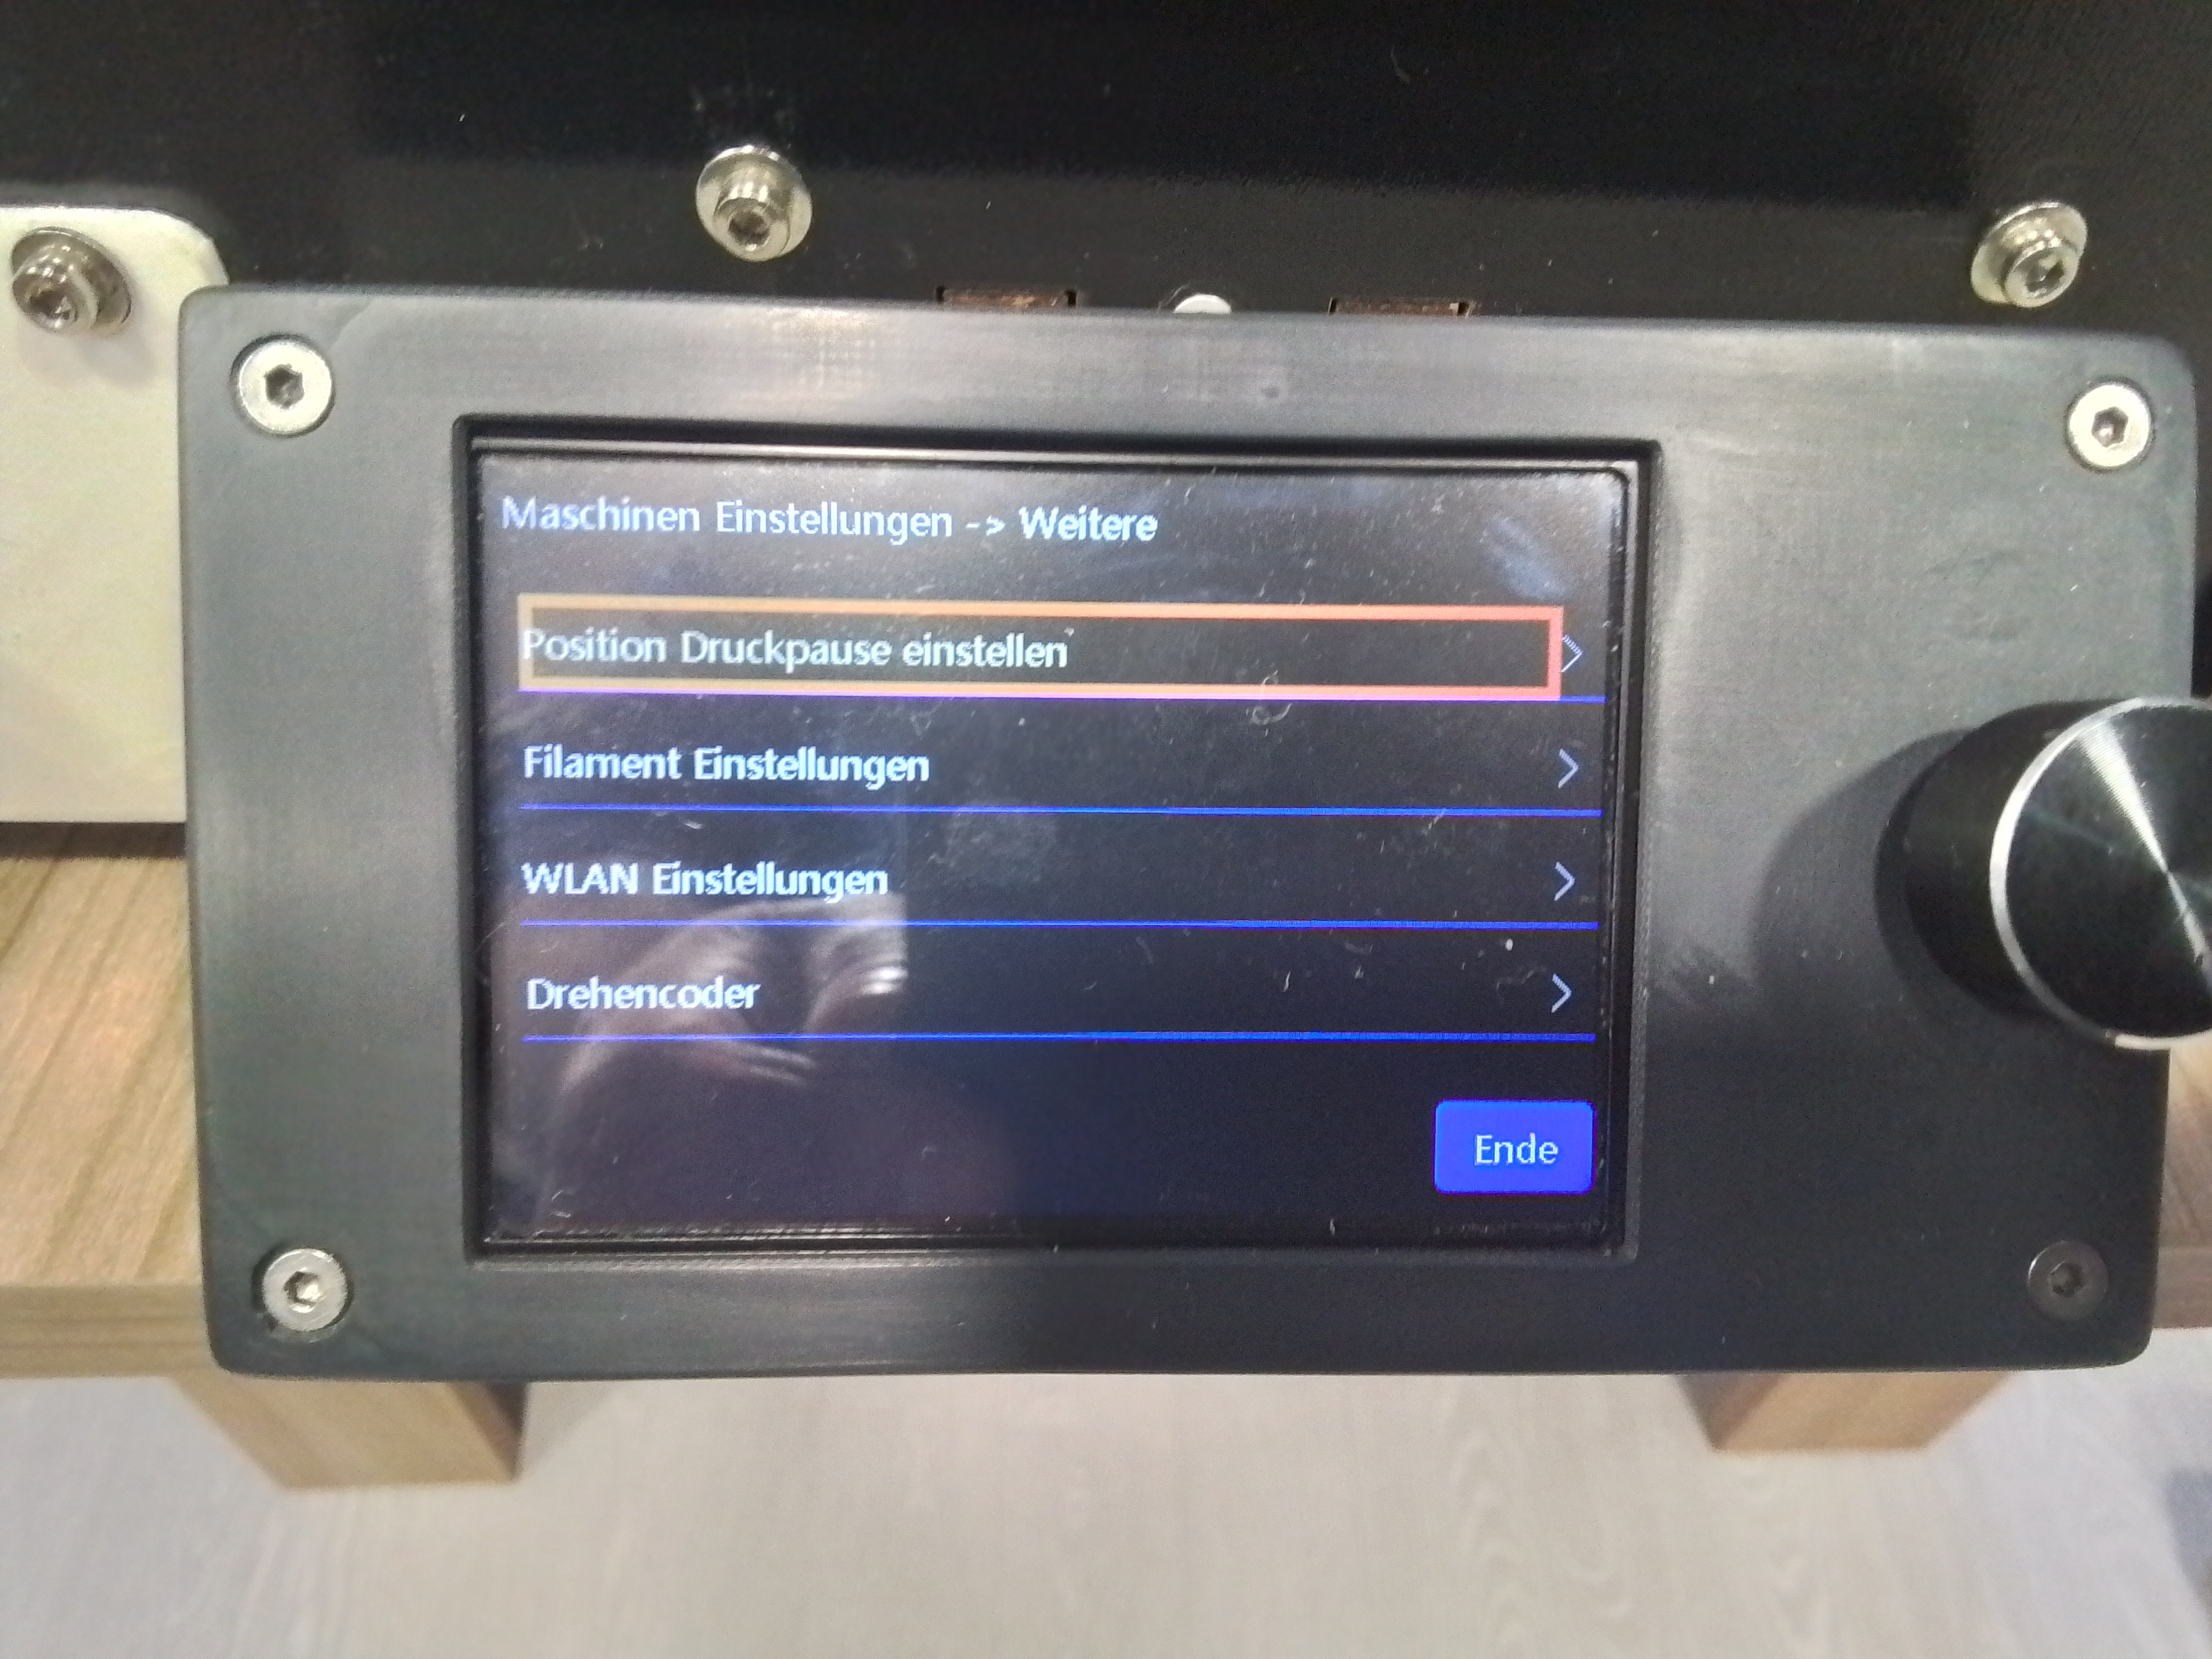 Maschinen Einstellungen -> Weitere
Position Druckpause einstellen
Filament Einstellungen
WLAN Einstellungen
Drehencoder
Ende